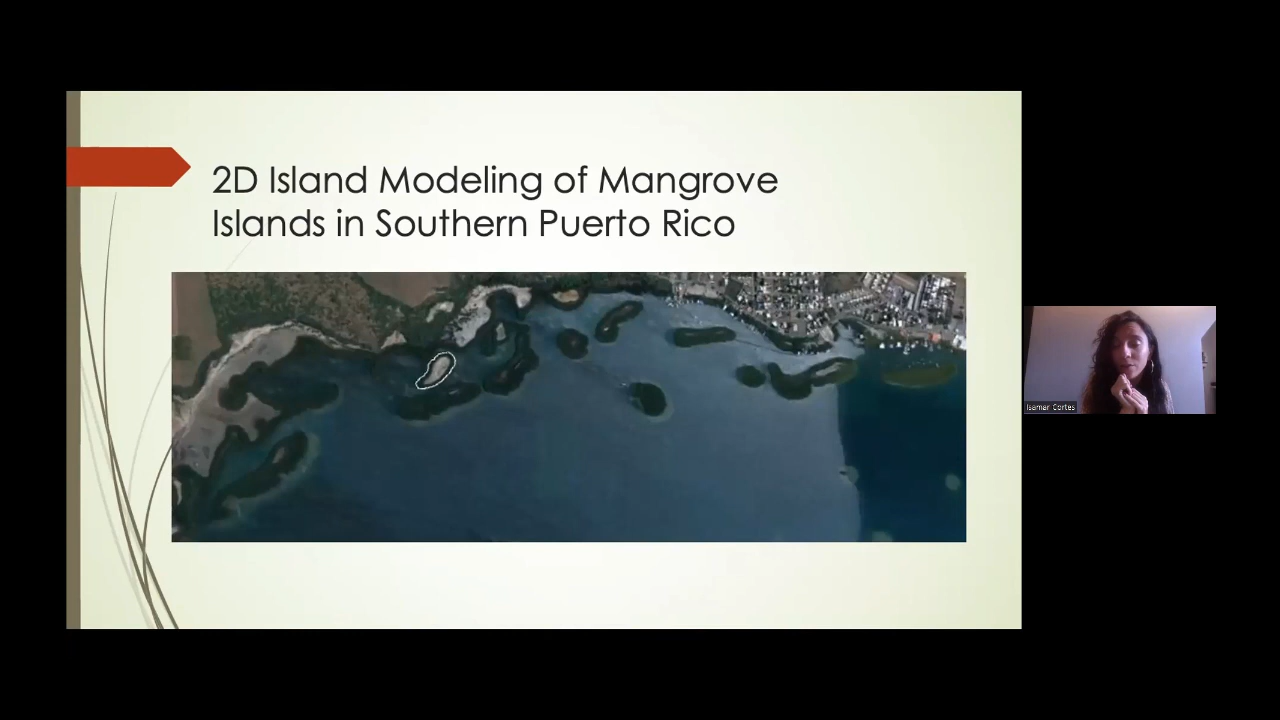 2D Island Modeling of Mangrove
Islands in Southern Puerto Rico
Isamar Cortes